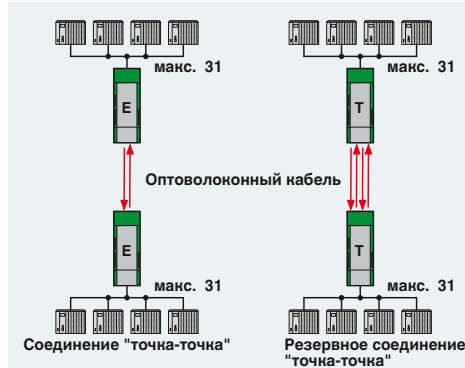 макс. 31
макс. 31
E
T
Оптоволоконный кабель
E
T
макс. 31
макс. 31
Соединение "точка-точка"
Резервное соединение
"точка-точка"